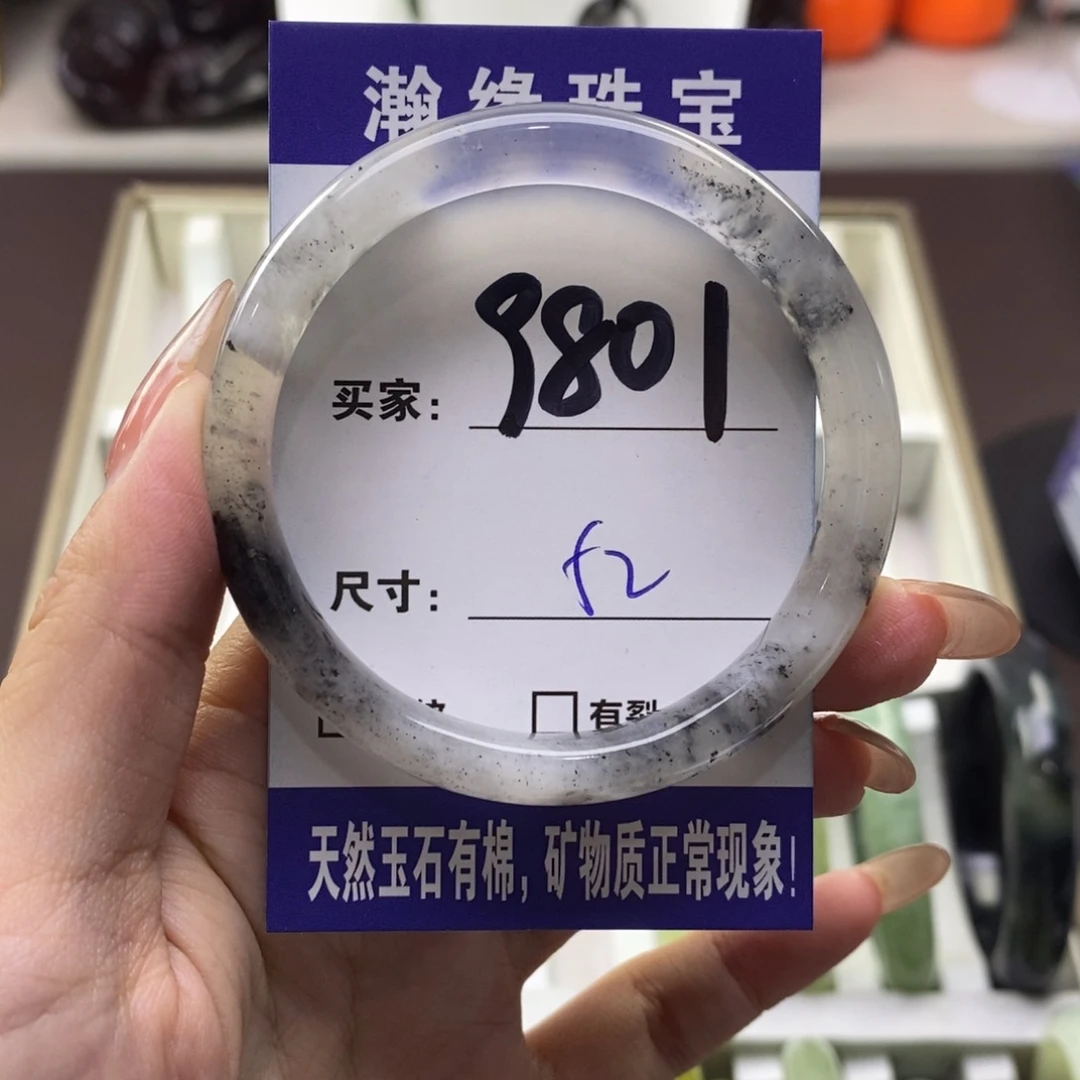 瀚缘珠宝
买家： 9801
尺寸： 52
有裂
天然玉石有棉，矿物质正常现象！